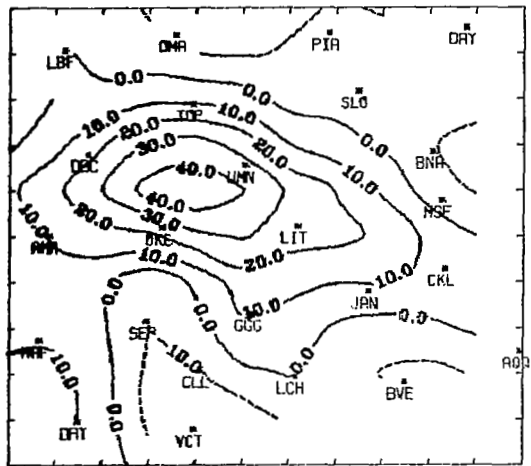 OMA PIA DAY
LBF
0.0 0.0
SLO
10.0 TOP 10.0
20.0 20.0 0.0
30.0
DDC 40.0 UMN BNA
10.0
40.0
10.0 20.0 30.0 NSF
AMA OKC LIT
10.0 20.0
0.0 10.0 CKL
10.0 JAN
0.0 GGG 0.0
SEP
MAF 10.0 0.0 AQQ
10.0 CLL LCH BVE
0.0
DRT VCT